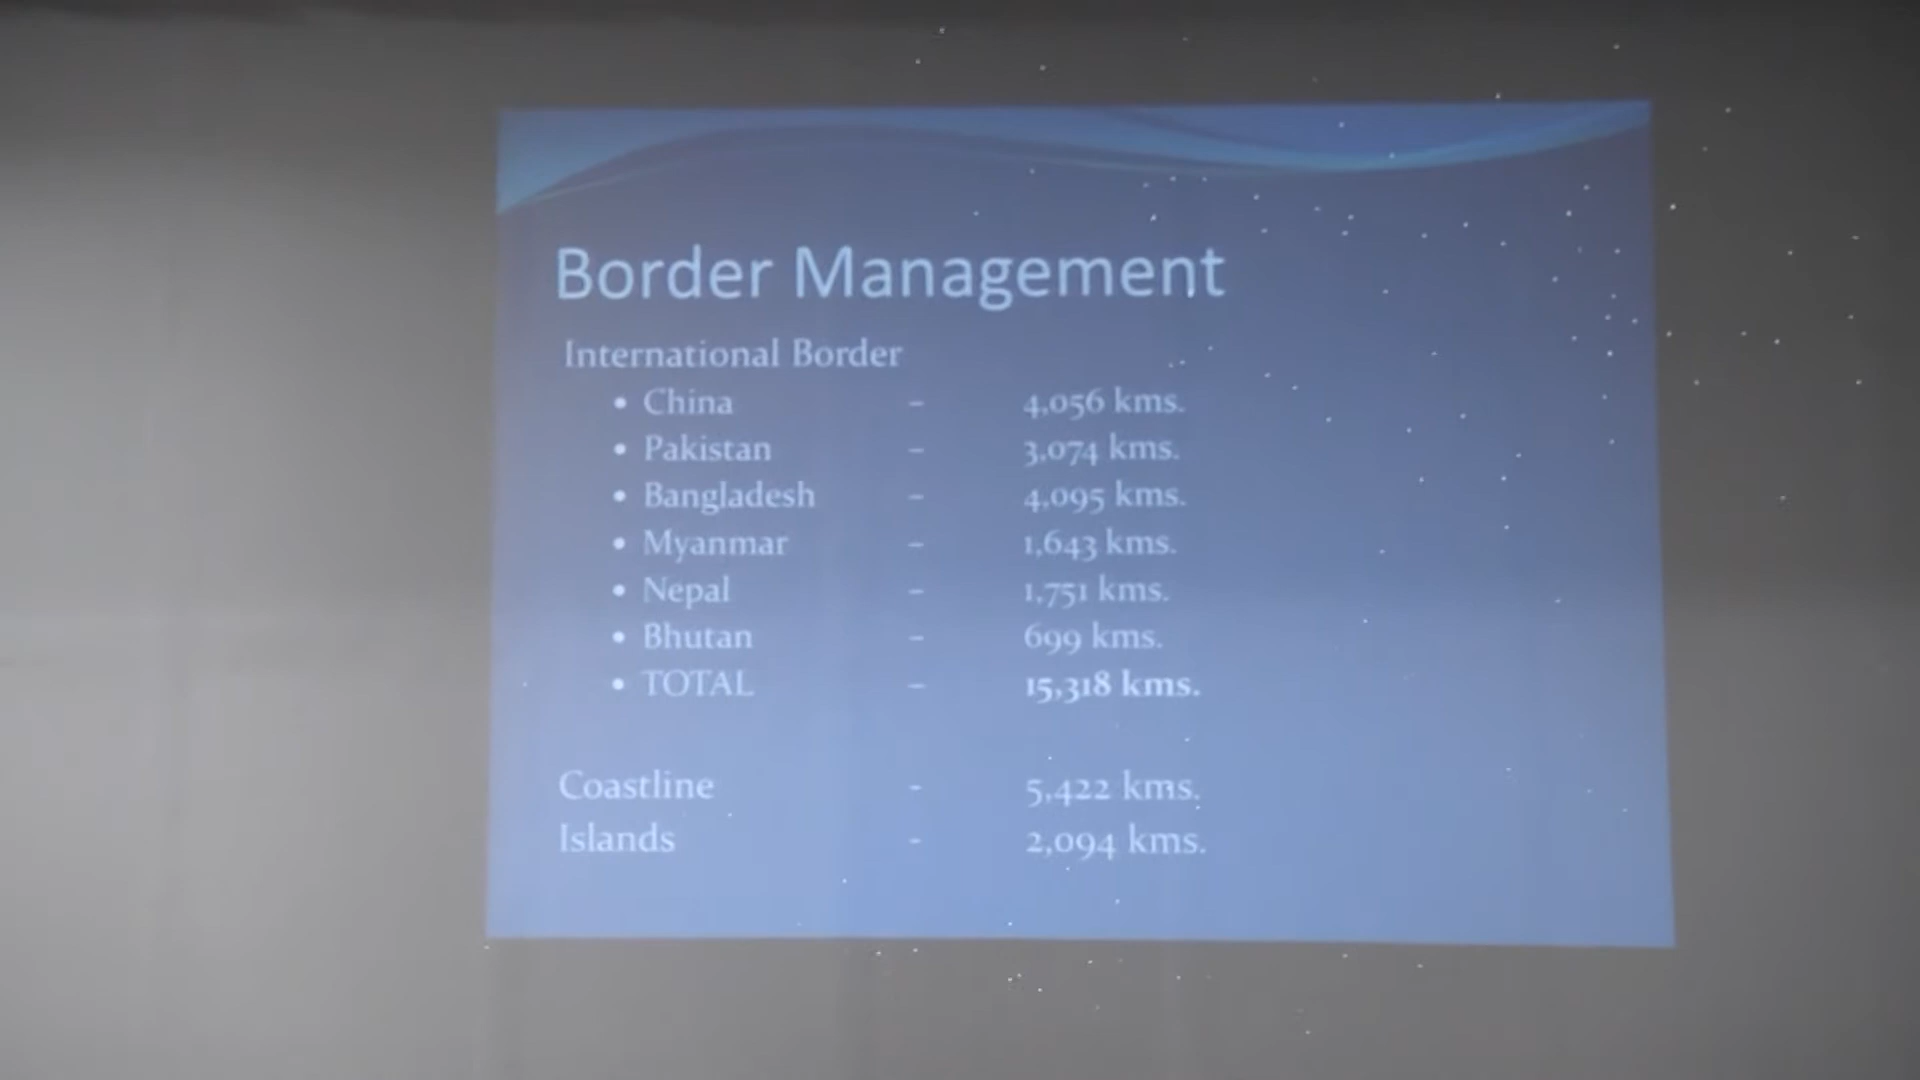 Border Management
International Border
• China – 4,056 kms.
• Pakistan – 3,074 kms.
• Bangladesh – 4,095 kms.
• Myanmar – 1,643 kms.
• Nepal – 1,751 kms.
• Bhutan – 699 kms.
• TOTAL – 15,318 kms.
Coastline - 5,422 kms.
Islands - 2,094 kms.